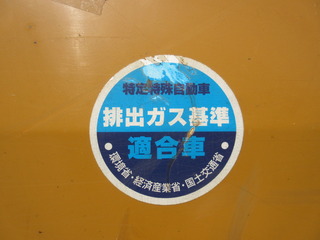 特定特殊自動車
排出ガス基準
適合車
・環境省・経済産業省・国土交通省・